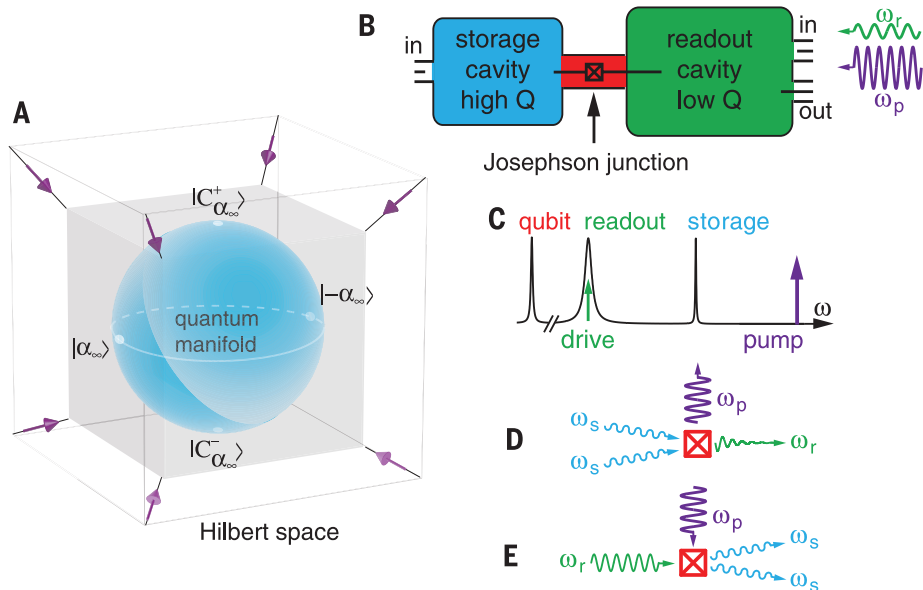 A
|C⁺α∞⟩
|−α∞⟩
quantum
manifold
|α∞⟩
|C⁻α∞⟩
Hilbert space
B
in
storage
cavity
high Q
readout
cavity
low Q
in
out
ωr
ωp
Josephson junction
C
qubit
readout
storage
ω
drive
pump
D
ωs
ωs
ωp
ωr
E
ωr
ωp
ωs
ωs